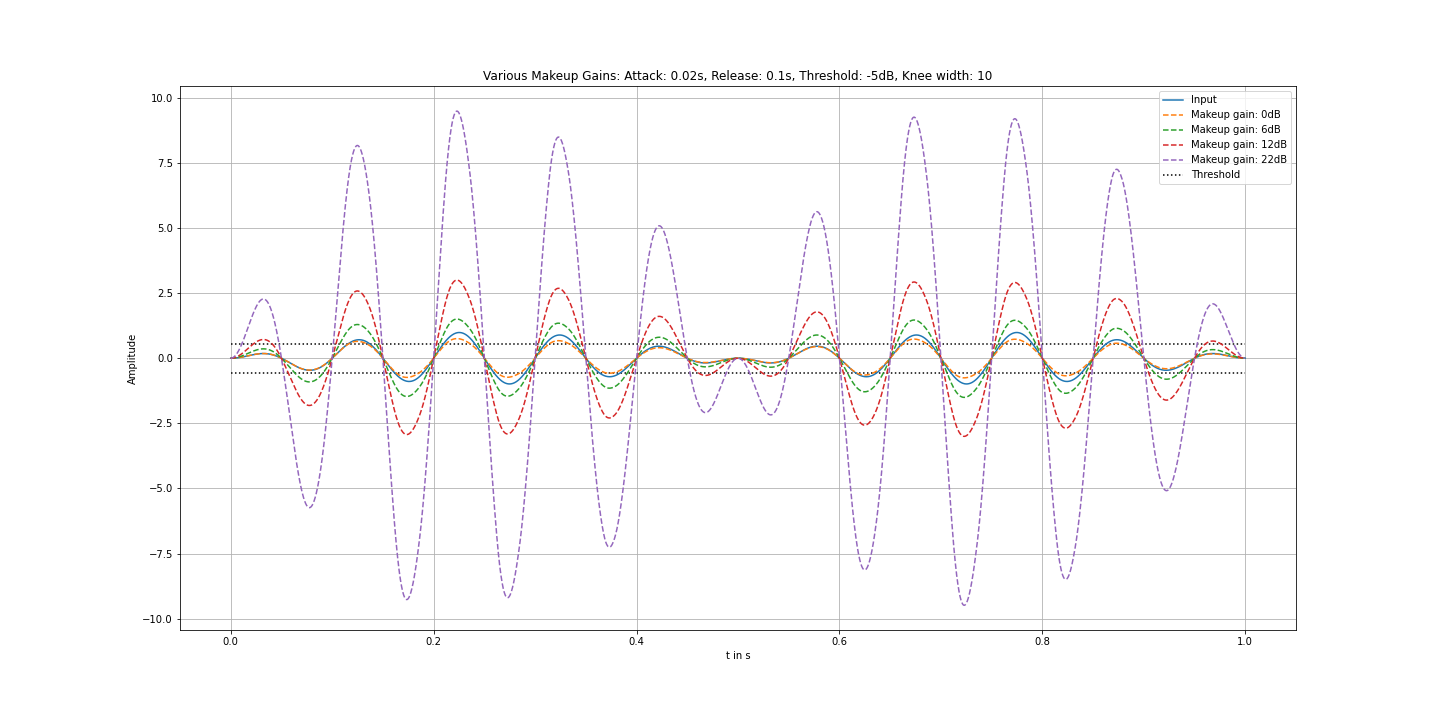 Various Makeup Gains: Attack: 0.02s, Release: 0.1s, Threshold: -5dB, Knee width: 10
10.0
7.5
5.0
2.5
0.0
−2.5
−5.0
−7.5
−10.0
Amplitude
Input
Makeup gain: 0dB
Makeup gain: 6dB
Makeup gain: 12dB
Makeup gain: 22dB
Threshold
0.0 0.2 0.4 0.6 0.8 1.0
t in s